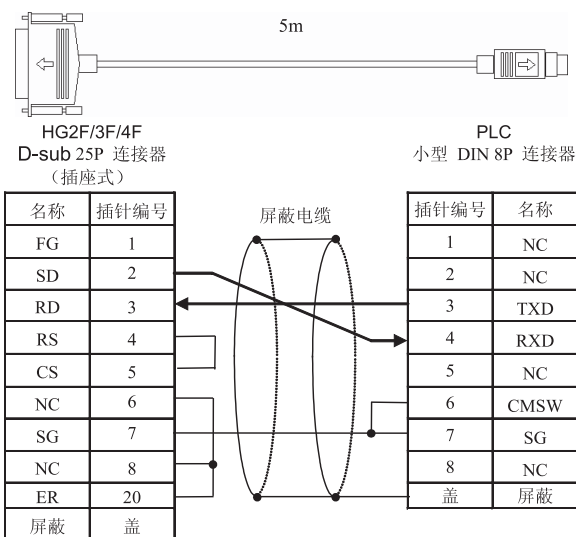 5m
HG2F/3F/4F
D-sub 25P 连接器
（插座式）
PLC
小型 DIN 8P 连接器
名称 插针编号
FG 1
SD 2
RD 3
RS 4
CS 5
NC 6
SG 7
NC 8
ER 20
屏蔽 盖
屏蔽电缆
插针编号 名称
1 NC
2 NC
3 TXD
4 RXD
5 NC
6 CMSW
7 SG
8 NC
盖 屏蔽